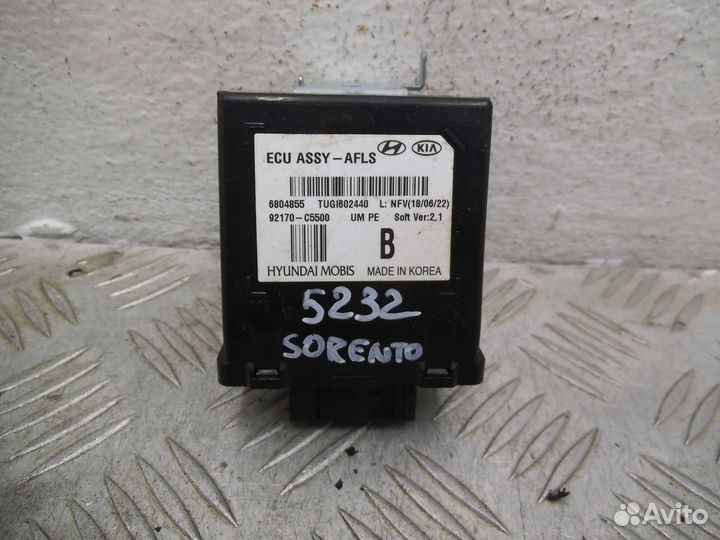 ECU ASSY-AFLS KIA
6804855 TUGI602440 L: NFV(18/06/22)
92170-C5500 UM PE Soft Ver:2,1
B
HYUNDAI MOBIS MADE IN KOREA
5232
SORENTO
Avito